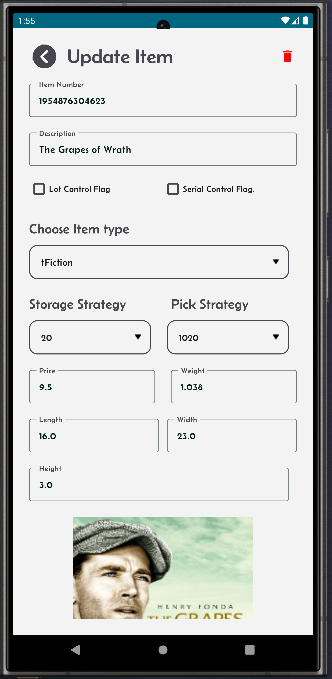 1:55
Update Item
Item Number
1954876304623
Description
The Grapes of Wrath
Lot Control Flag
Serial Control Flag.
Choose Item type
tFiction
Storage Strategy
Pick Strategy
20
1020
Price
9.5
Weight
1.038
Length
16.0
Width
23.0
Height
3.0
HENRY FONDA
THE GRAPES